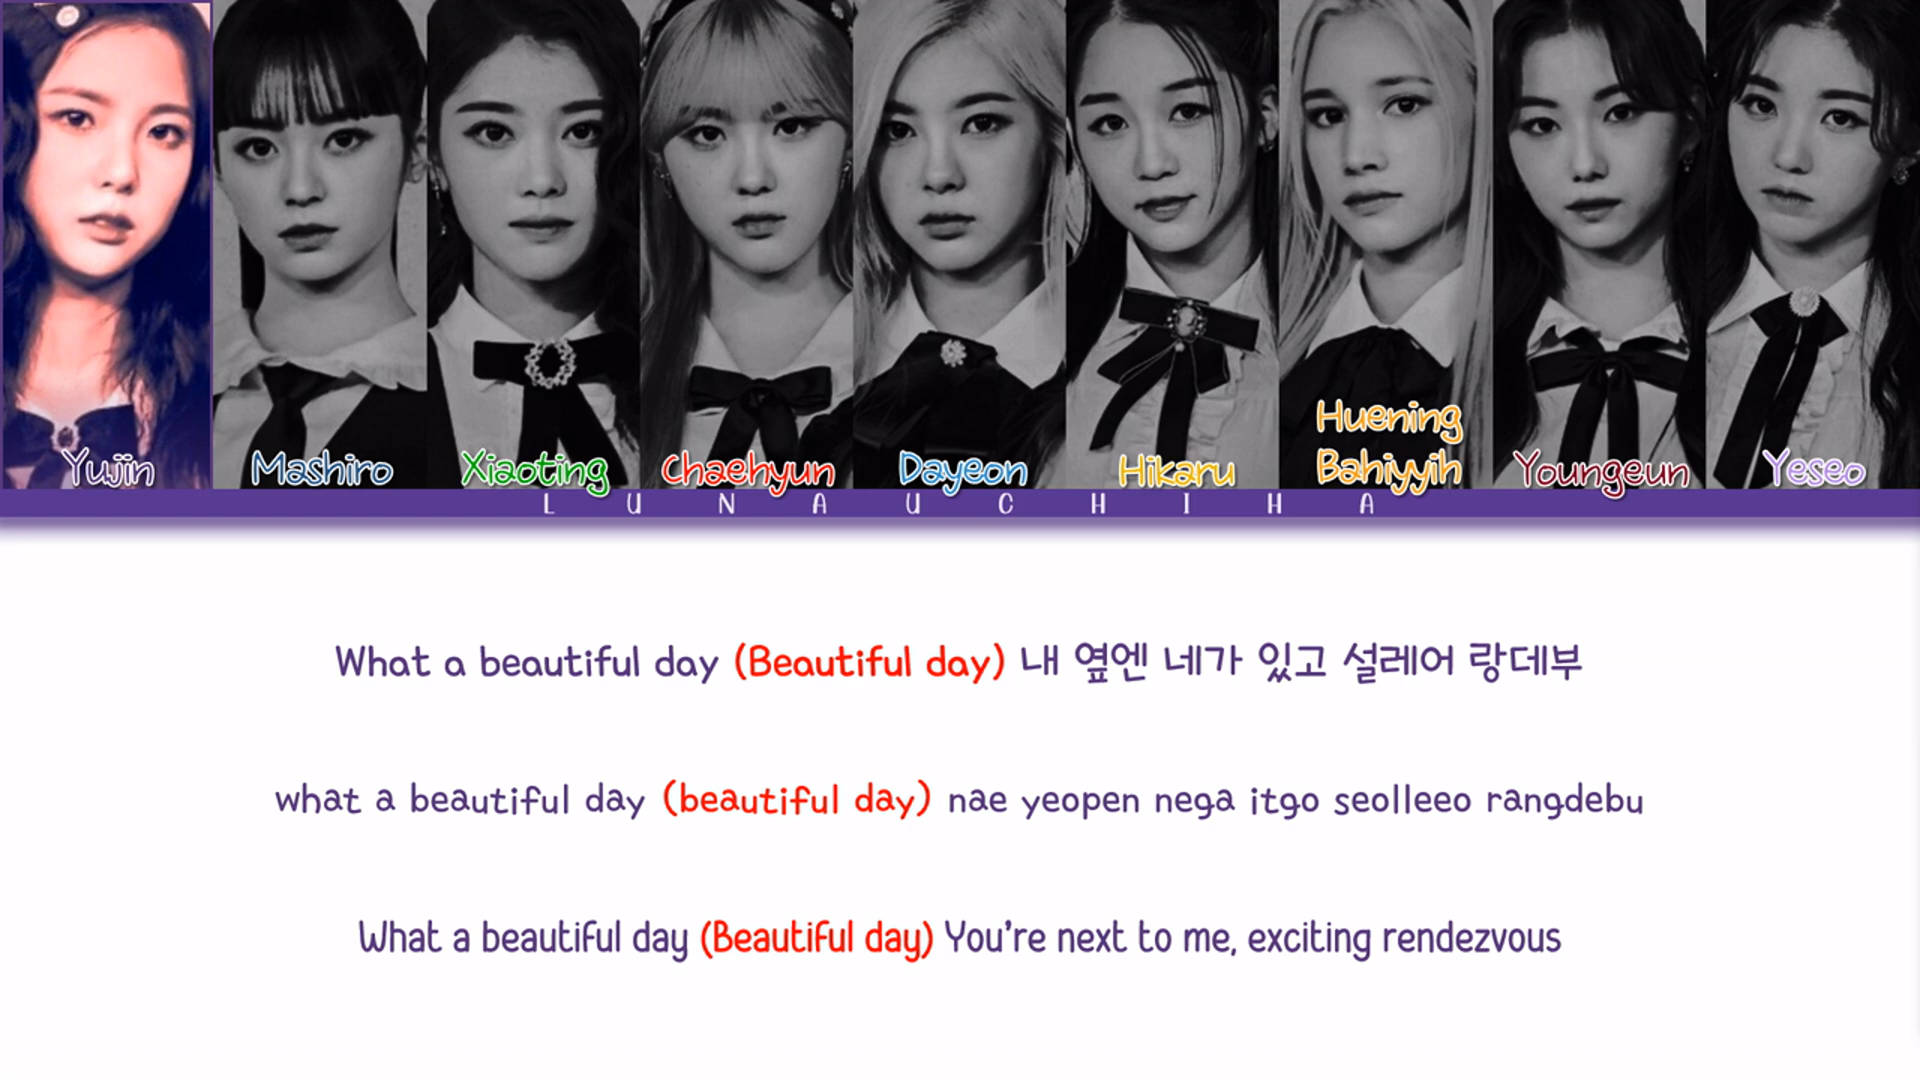 Yujin
Mashiro
Xiaoting
Chaehyun
Dayeon
Hikaru
Huening
Bahiyyih
Youngeun
Yeseo
LUNAUCHIHA
What a beautiful day (Beautiful day) 내 옆엔 네가 있고 설레어 랑데부
what a beautiful day (beautiful day) nae yeopen nega itgo seolleeo rangdebu
What a beautiful day (Beautiful day) You're next to me, exciting rendezvous